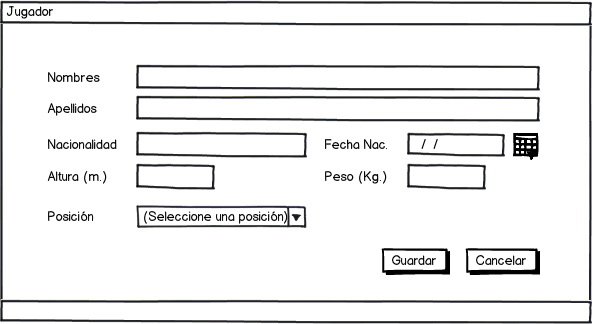 Jugador
Nombres
Apellidos
Nacionalidad Fecha Nac. / /
Altura (m.) Peso (Kg.)
Posición (Seleccione una posición)
Guardar Cancelar